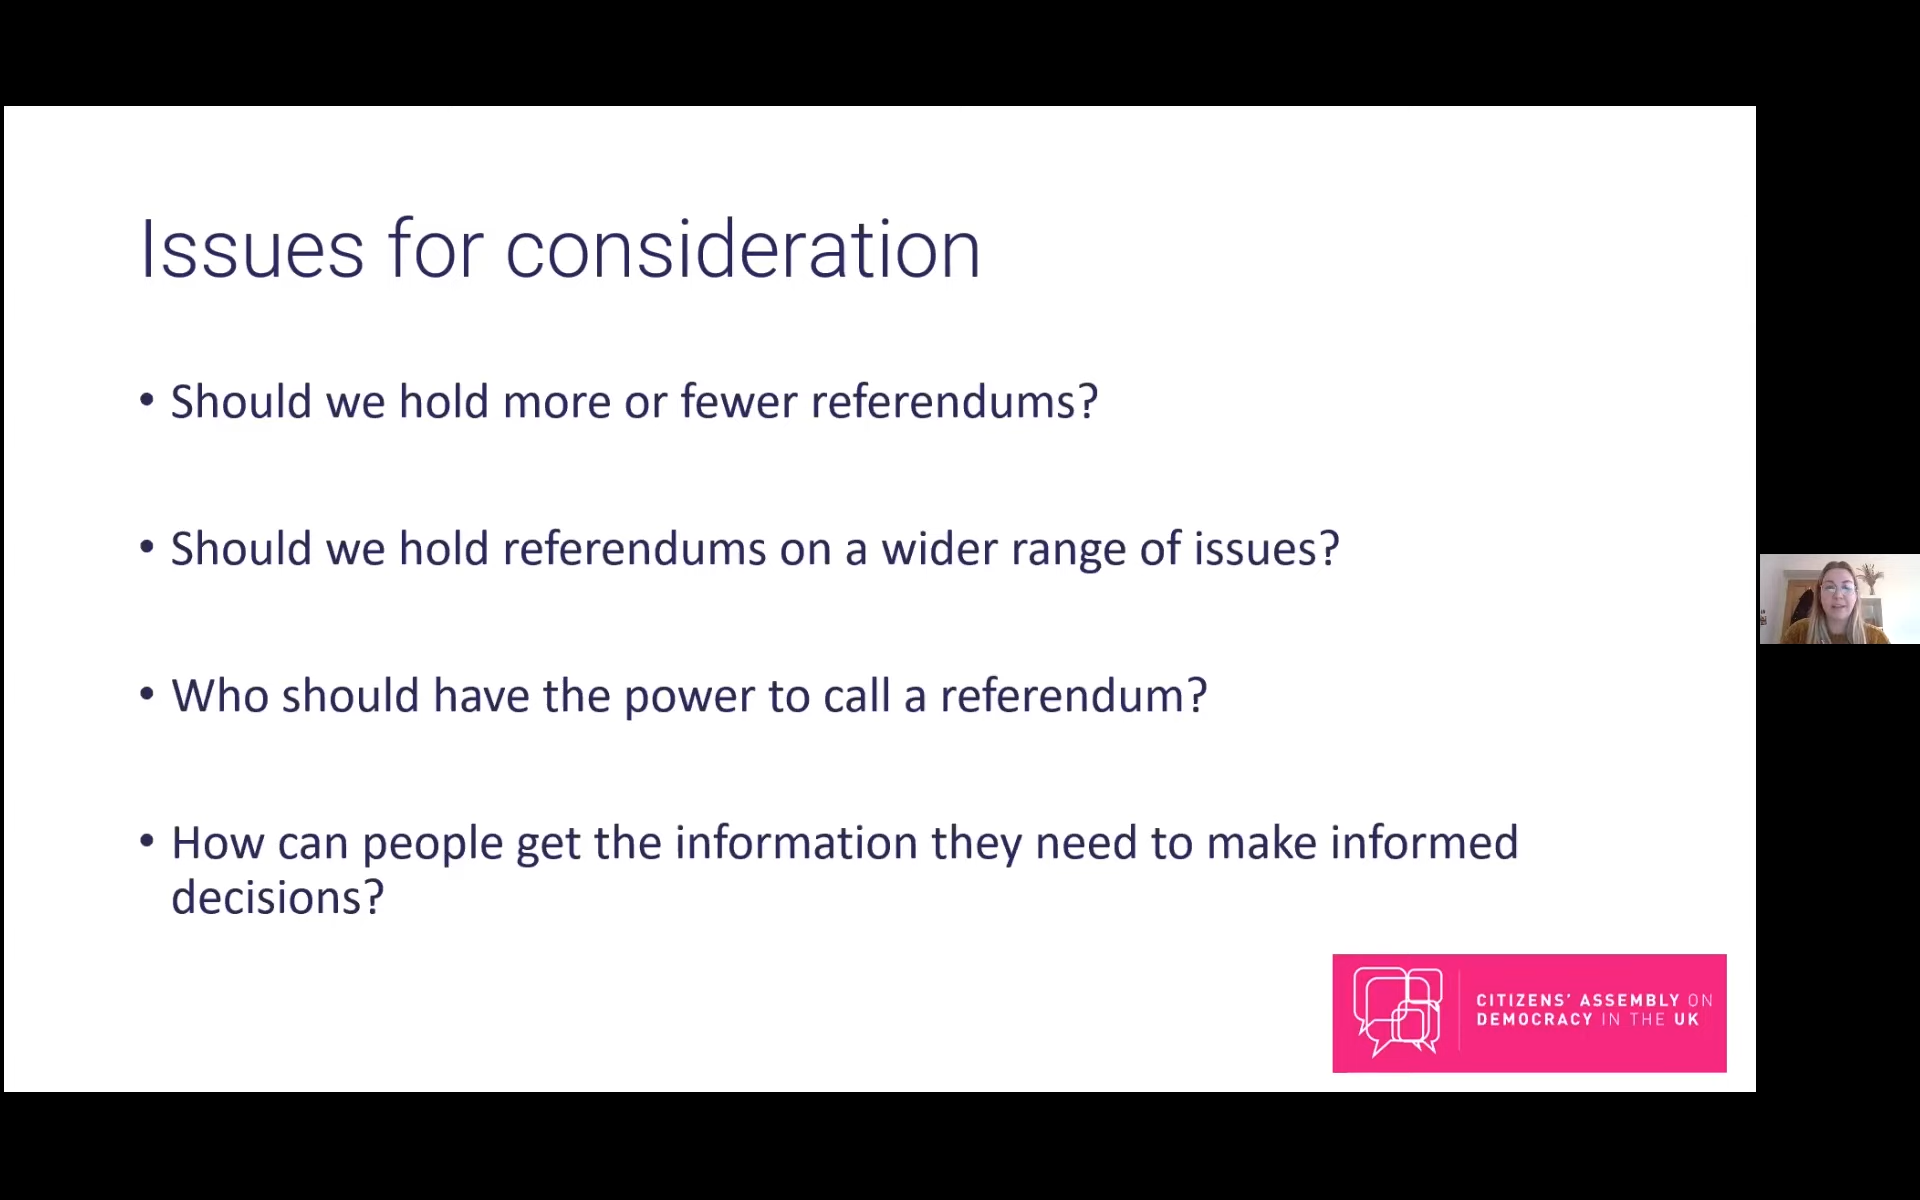 Issues for consideration
• Should we hold more or fewer referendums?
• Should we hold referendums on a wider range of issues?
• Who should have the power to call a referendum?
• How can people get the information they need to make informed
decisions?
CITIZENS' ASSEMBLY ON
DEMOCRACY IN THE UK